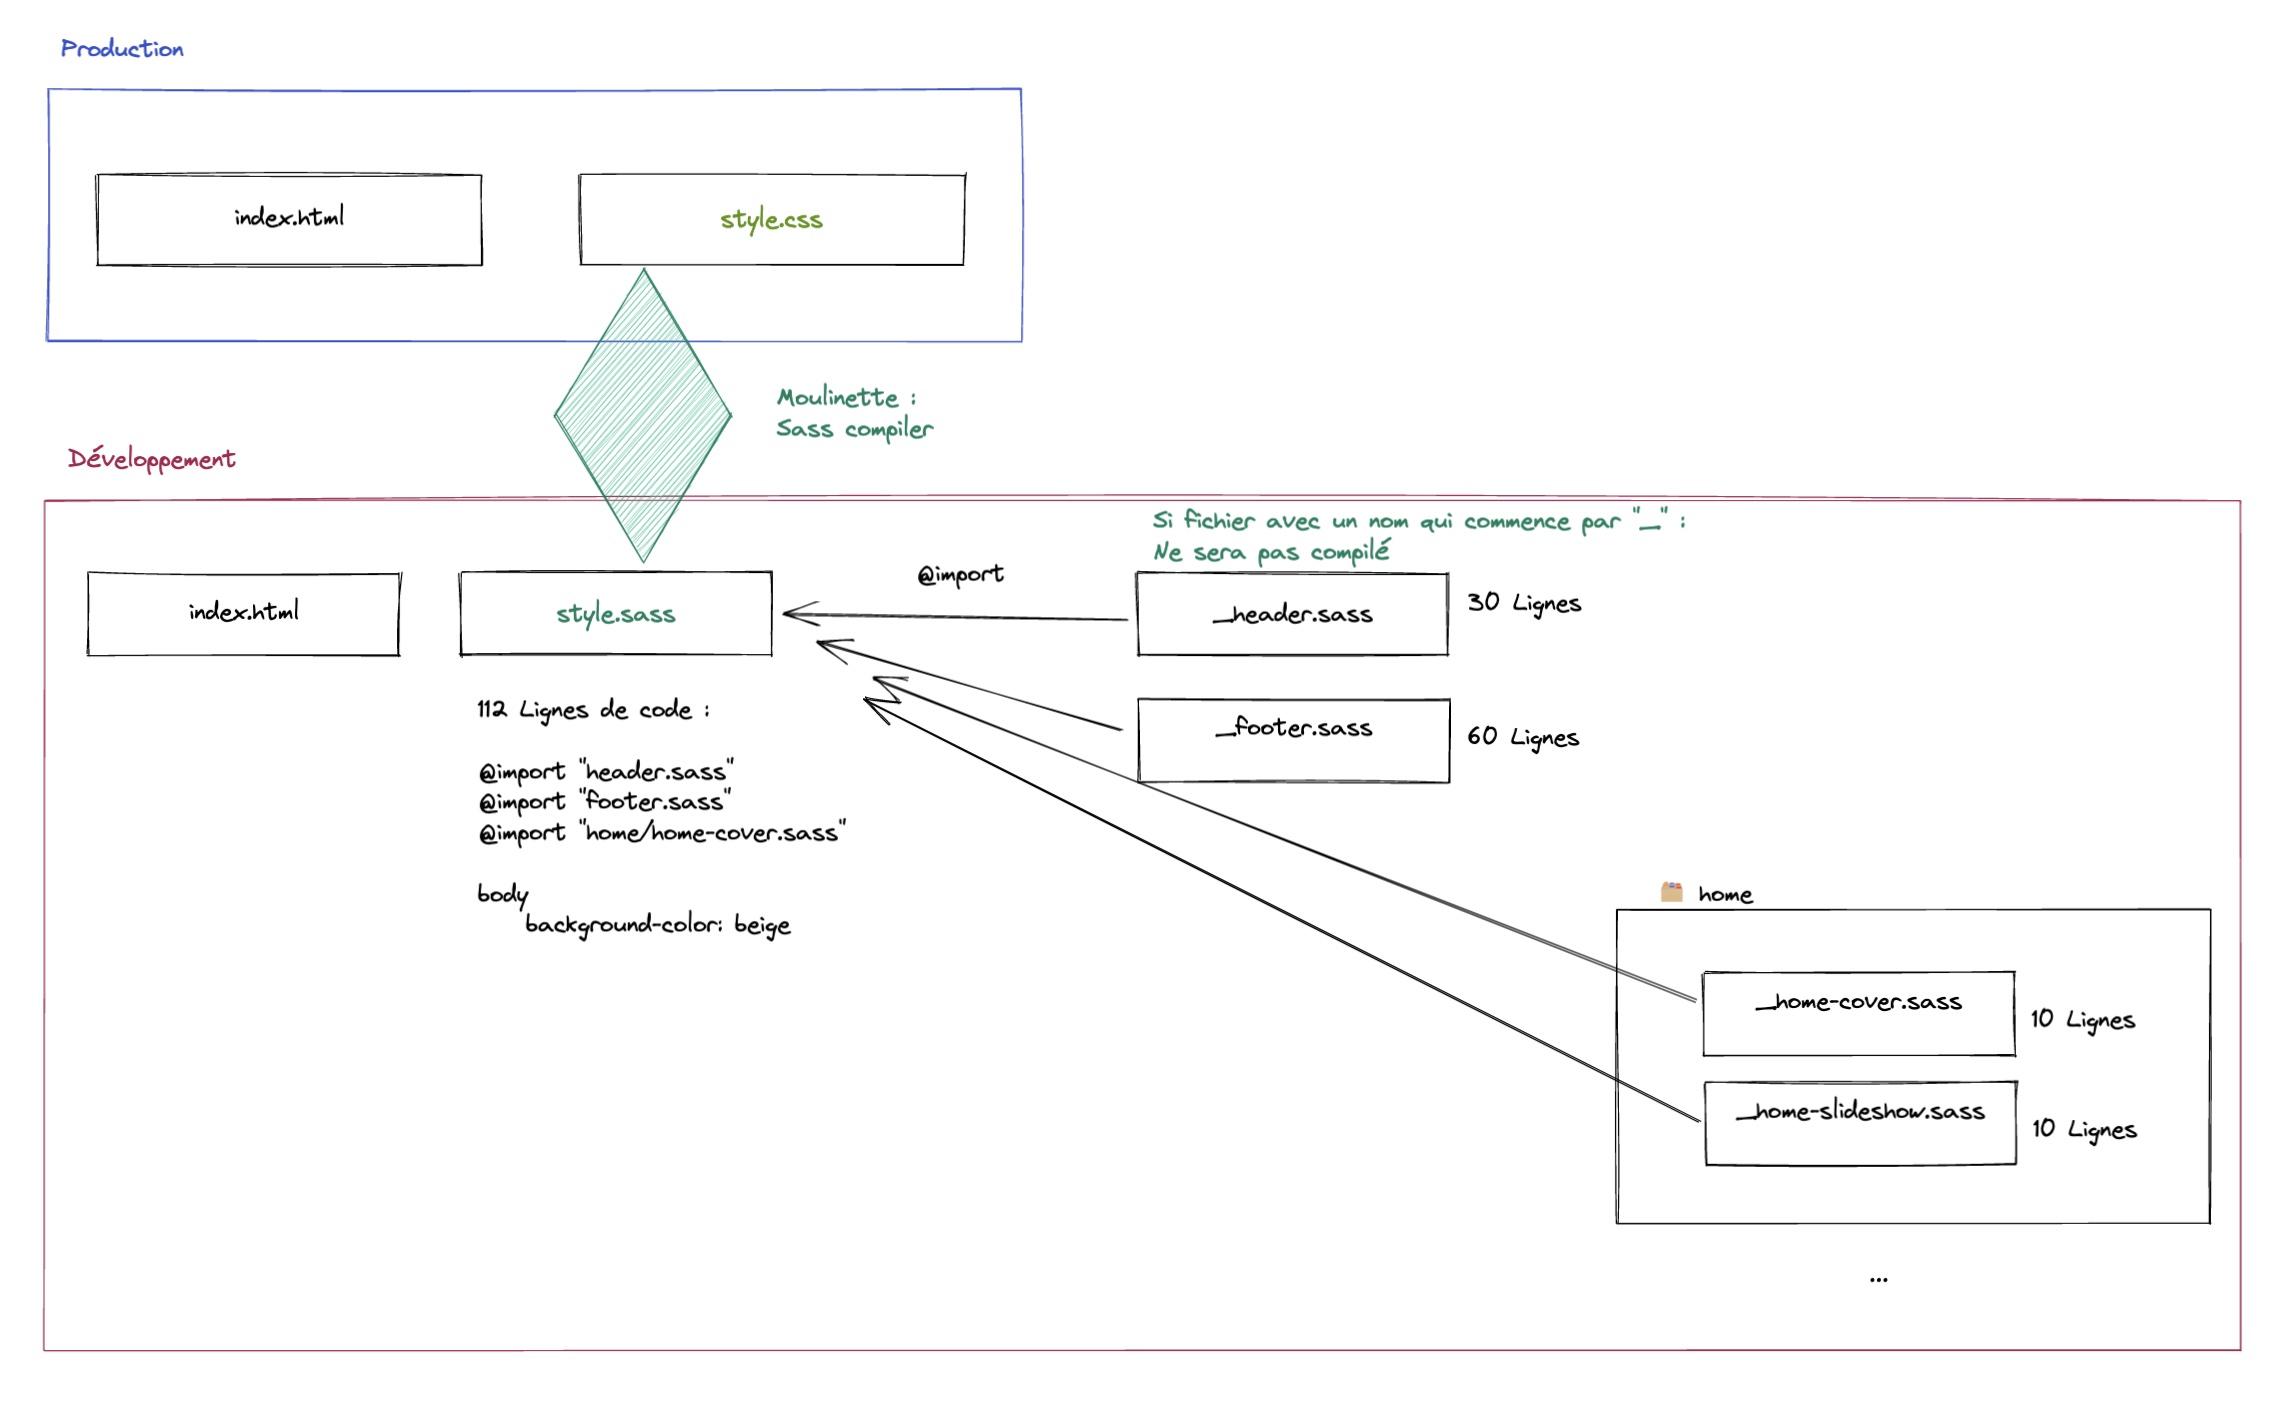 Production
index.html
style.css
Moulinette :
Sass compiler
Développement
Si fichier avec un nom qui commence par "_" :
Ne sera pas compilé
index.html
style.sass
@import
_header.sass
30 Lignes
_footer.sass
60 Lignes
112 Lignes de code :
@import "header.sass"
@import "footer.sass"
@import "home/home-cover.sass"
body
background-color: beige
home
_home-cover.sass
10 Lignes
_home-slideshow.sass
10 Lignes
...